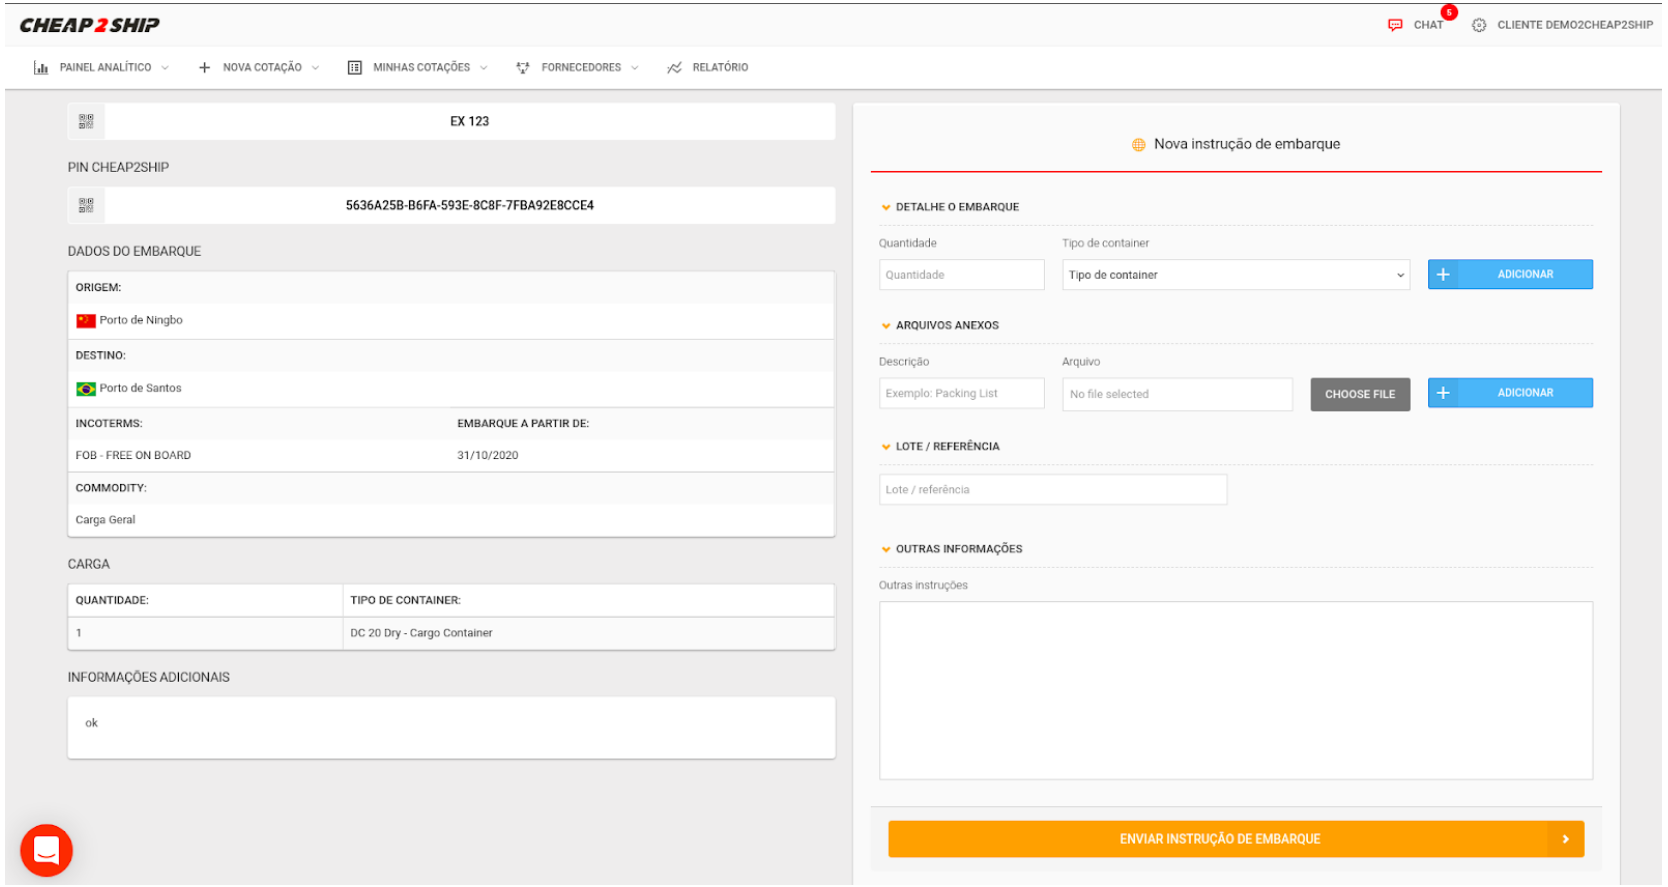 CHEAP2SHIP
5
CHAT
CLIENTE DEMO2CHEAP2SHIP
PAINEL ANALÍTICO
NOVA COTAÇÃO
MINHAS COTAÇÕES
FORNECEDORES
RELATÓRIO
EX 123
PIN CHEAP2SHIP
5636A25B-B6FA-593E-8C8F-7FBA92E8CCE4
DADOS DO EMBARQUE
ORIGEM:
Porto de Ningbo
DESTINO:
Porto de Santos
INCOTERMS: EMBARQUE A PARTIR DE:
FOB - FREE ON BOARD 31/10/2020
COMMODITY:
Carga Geral
CARGA
QUANTIDADE: TIPO DE CONTAINER:
1 DC 20 Dry - Cargo Container
INFORMAÇÕES ADICIONAIS
ok
Nova instrução de embarque
DETALHE O EMBARQUE
Quantidade Tipo de container
Quantidade Tipo de container + ADICIONAR
ARQUIVOS ANEXOS
Descrição Arquivo
Exemplo: Packing List No file selected CHOOSE FILE + ADICIONAR
LOTE / REFERÊNCIA
Lote / referência
OUTRAS INFORMAÇÕES
Outras instruções
ENVIAR INSTRUÇÃO DE EMBARQUE